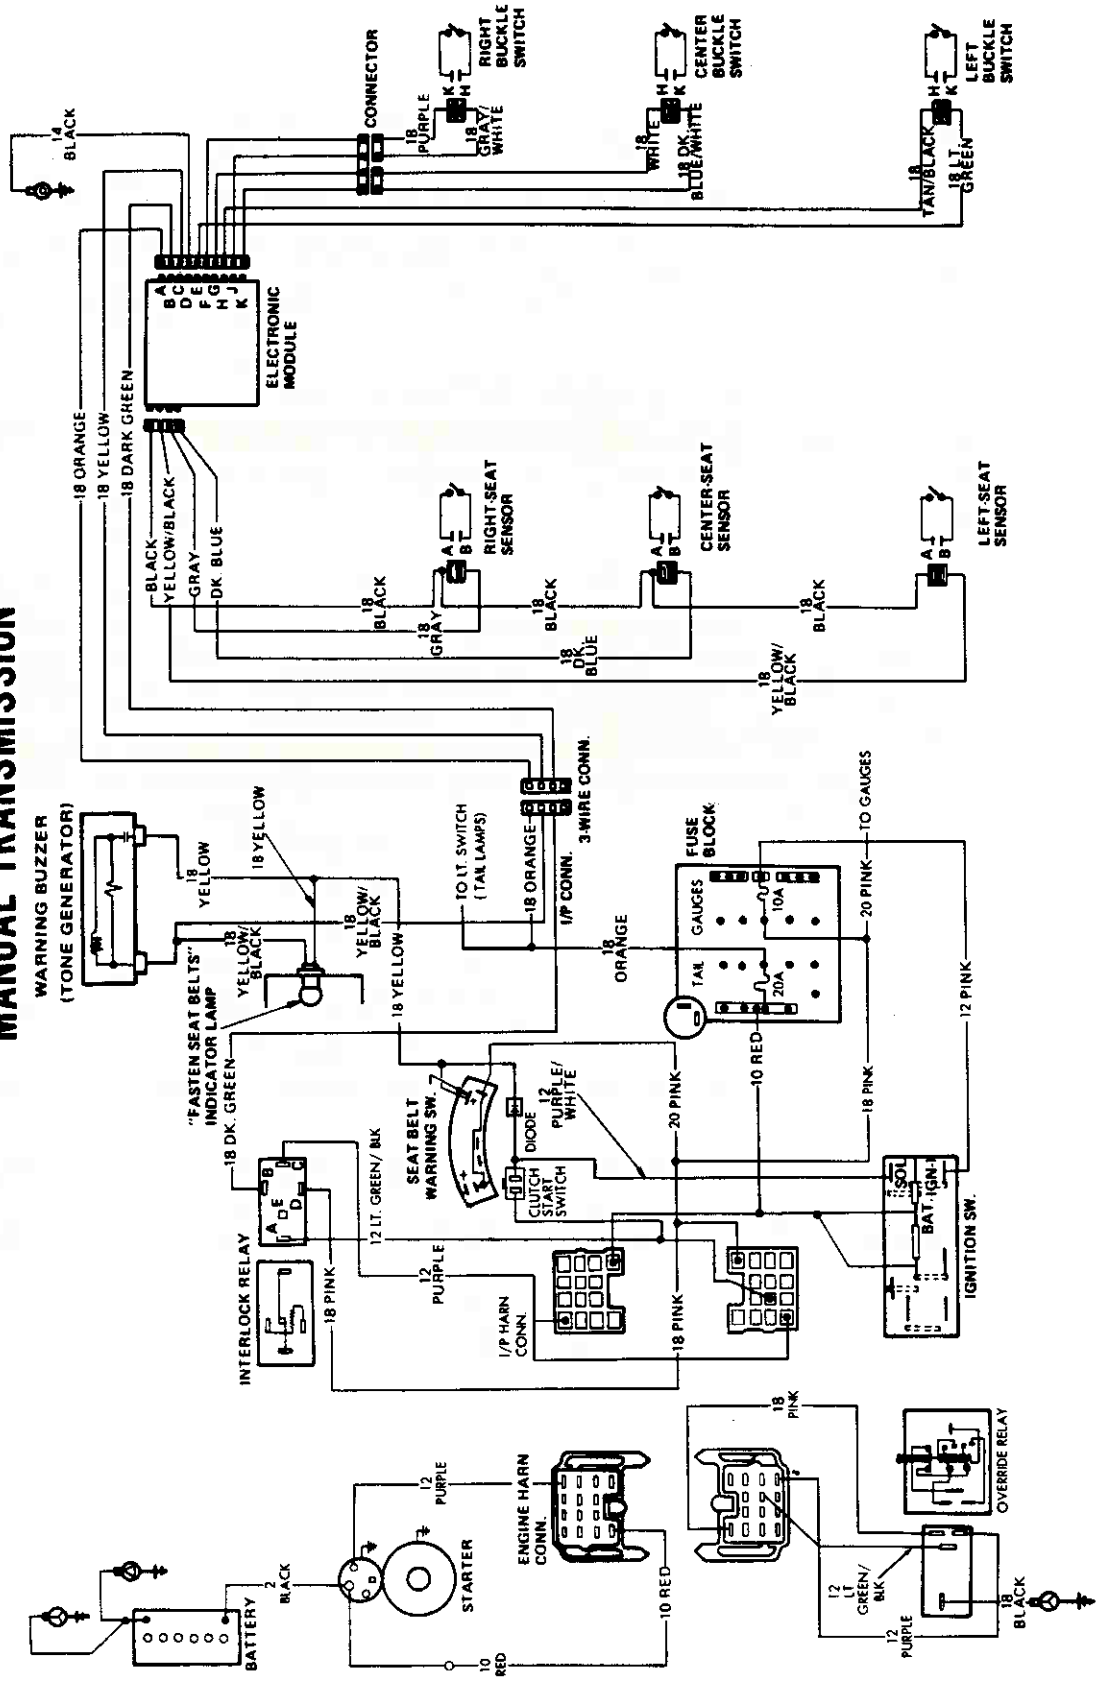 MANUAL TRANSMISSION
WARNING BUZZER
(TONE GENERATOR)
14
BLACK
18 ORANGE
18 YELLOW
18 DARK GREEN
A
B
C
D
E
F
G
H
J
K
ELECTRONIC
MODULE
CONNECTOR
18
PURPLE
18
GRAY/
WHITE
K
H
RIGHT
BUCKLE
SWITCH
18
WHITE
18 DK.
BLUE/WHITE
H
K
CENTER
BUCKLE
SWITCH
18
TAN/BLACK
18 LT
GREEN
H
K
LEFT
BUCKLE
SWITCH
BLACK
YELLOW/BLACK
GRAY
DK. BLUE
18
BLACK
18
GRAY
A
B
RIGHT-SEAT
SENSOR
18
BLACK
18
DK.
BLUE
A
B
CENTER-SEAT
SENSOR
18
BLACK
18
YELLOW/
BLACK
A
B
LEFT-SEAT
SENSOR
18
YELLOW
18 YELLOW
18
YELLOW/
BLACK
18
YELLOW/
BLACK
"FASTEN SEAT BELTS"
INDICATOR LAMP
18 YELLOW
TO LT. SWITCH
(TAIL LAMPS)
18 ORANGE
I/P CONN.
3-WIRE CONN.
18
ORANGE
FUSE
BLOCK
GAUGES
TAIL
10A
20A
20 PINK
TO GAUGES
12 PINK
10 RED
18 PINK
20 PINK
18 DK. GREEN
SEAT BELT
WARNING SW.
DIODE
12
PURPLE/
WHITE
CLUTCH
START
SWITCH
A
B
C
D
E
12 LT. GREEN/ BLK
INTERLOCK RELAY
18 PINK
12
PURPLE
I/P HARN
CONN.
18 PINK
SOL
IGN-1
BAT.
IGNITION SW.
BATTERY
2
BLACK
STARTER
12
PURPLE
10
RED
ENGINE HARN
CONN.
10 RED
18
PINK
12
LT
GREEN/
BLK
12
PURPLE
18
BLACK
OVERRIDE RELAY